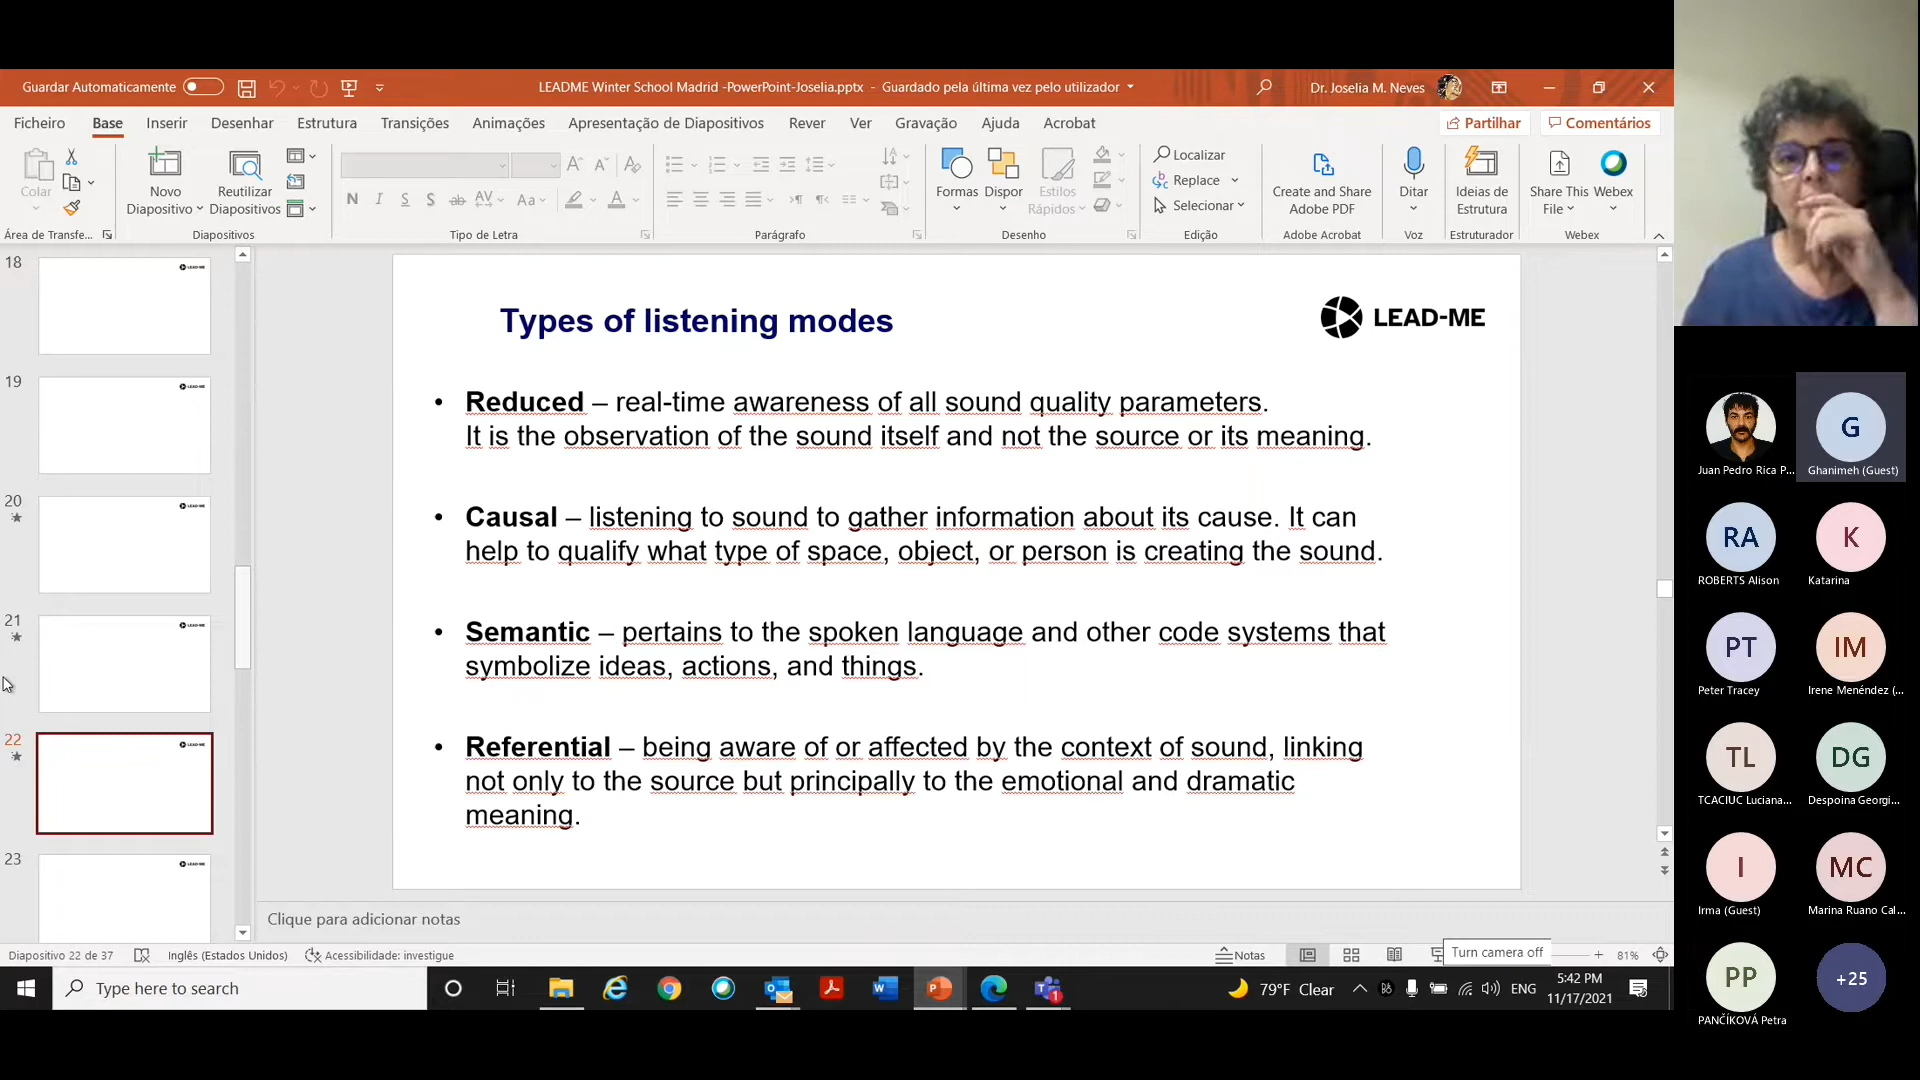 Guardar Automaticamente
LEADME Winter School Madrid -PowerPoint-Joselia.pptx - Guardado pela última vez pelo utilizador
Dr. Joselia M. Neves
Ficheiro Base Inserir Desenhar Estrutura Transições Animações Apresentação de Diapositivos Rever Ver Gravação Ajuda Acrobat
Partilhar Comentários
Colar
Novo
Diapositivo
Reutilizar
Diapositivos
N I S S ab AV Aa A
Formas Dispor Estilos
Rápidos
Localizar
Replace
Selecionar
Create and Share
Adobe PDF
Ditar
Ideias de
Estrutura
Share This
File
Webex
Área de Transfe... Diapositivos Tipo de Letra Parágrafo Desenho Edição Adobe Acrobat Voz Estruturador Webex
18
19
20
21
22
23
Types of listening modes
LEAD-ME
• Reduced – real-time awareness of all sound quality parameters.
It is the observation of the sound itself and not the source or its meaning.
• Causal – listening to sound to gather information about its cause. It can
help to qualify what type of space, object, or person is creating the sound.
• Semantic – pertains to the spoken language and other code systems that
symbolize ideas, actions, and things.
• Referential – being aware of or affected by the context of sound, linking
not only to the source but principally to the emotional and dramatic
meaning.
Clique para adicionar notas
Diapositivo 22 de 37 Inglês (Estados Unidos) Acessibilidade: investigue
Notas
Turn camera off
81%
Type here to search
79°F Clear
ENG
5:42 PM
11/17/2021
Juan Pedro Rica P...
G
Ghanimeh (Guest)
RA
ROBERTS Alison
K
Katarina
PT
Peter Tracey
IM
Irene Menéndez (...
TL
TCACIUC Luciana...
DG
Despoina Georgi...
I
Irma (Guest)
MC
Marina Ruano Cal...
PP
PANČÍKOVÁ Petra
+25